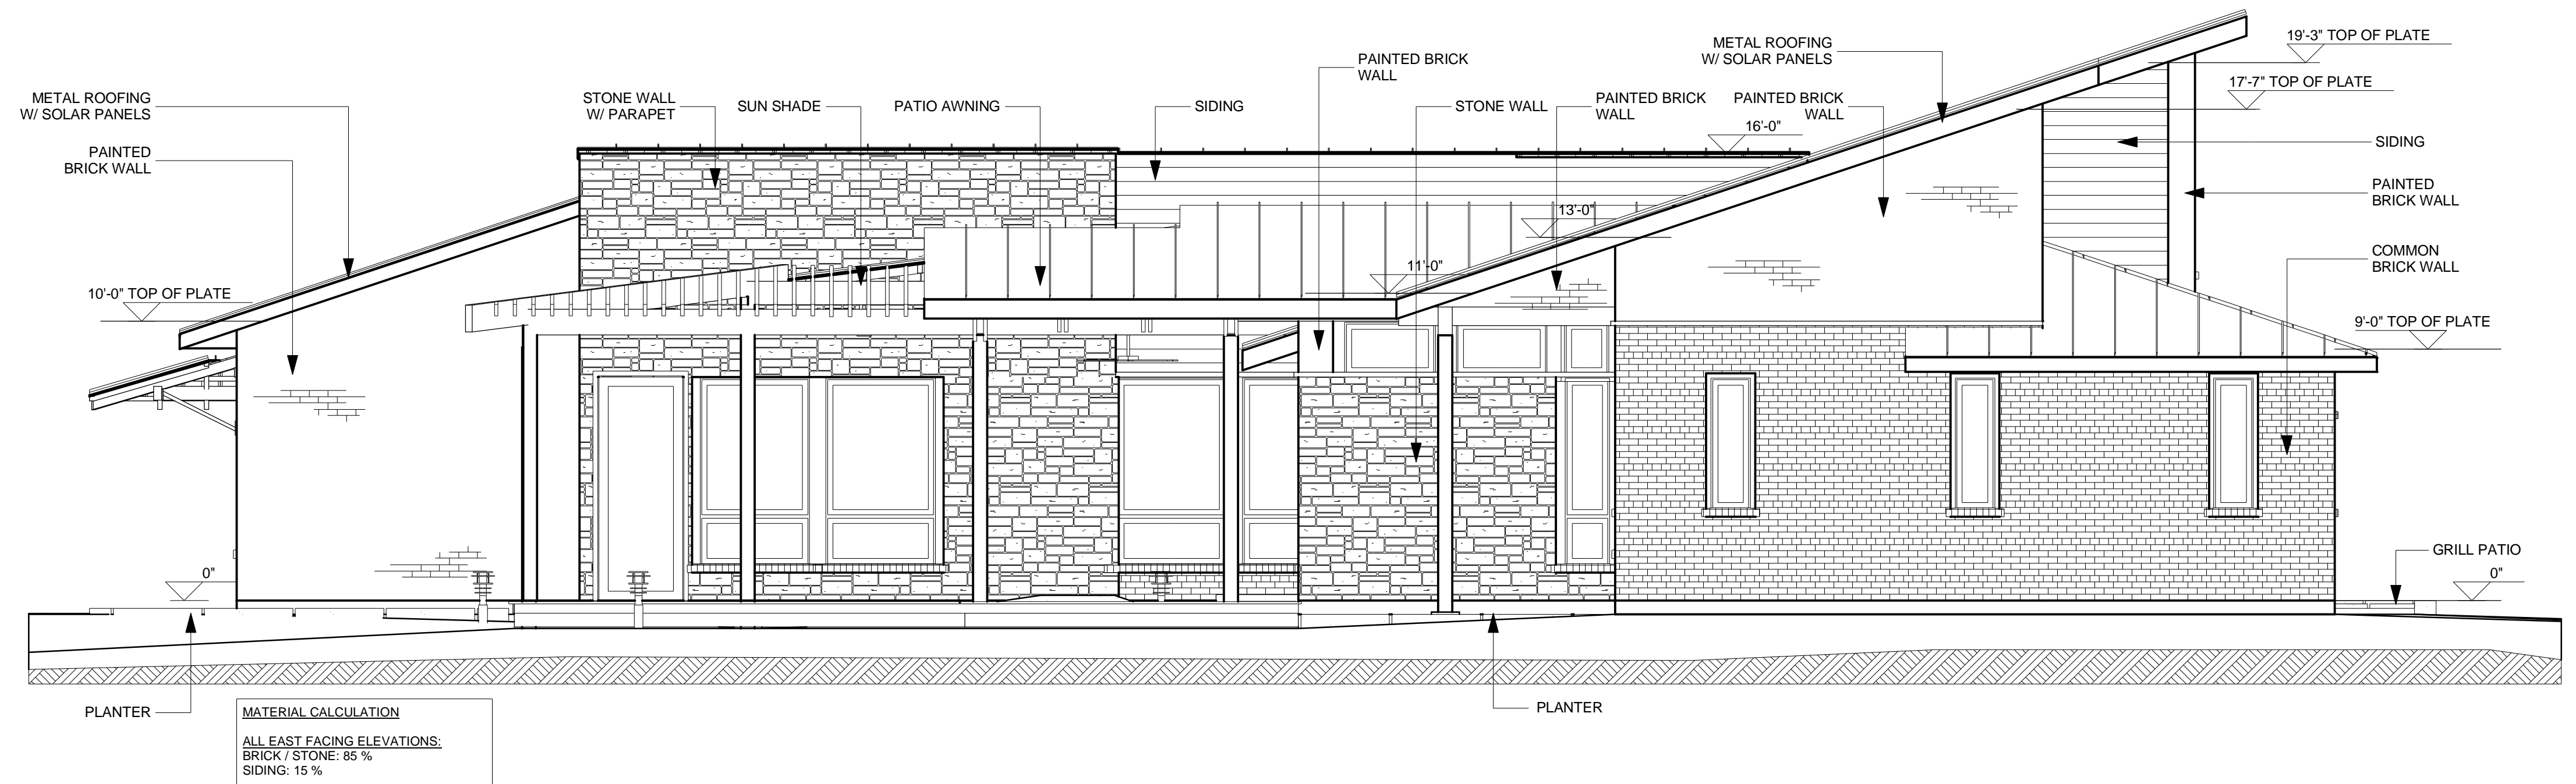 METAL ROOFING
W/ SOLAR PANELS
PAINTED
BRICK WALL
10'-0" TOP OF PLATE
0"
STONE WALL
W/ PARAPET
SUN SHADE
PATIO AWNING
SIDING
PAINTED BRICK
WALL
STONE WALL
PAINTED BRICK
WALL
METAL ROOFING
W/ SOLAR PANELS
PAINTED BRICK
WALL
16'-0"
13'-0"
11'-0"
19'-3" TOP OF PLATE
17'-7" TOP OF PLATE
SIDING
PAINTED
BRICK WALL
COMMON
BRICK WALL
9'-0" TOP OF PLATE
GRILL PATIO
0"
PLANTER
PLANTER
MATERIAL CALCULATION
ALL EAST FACING ELEVATIONS:
BRICK / STONE: 85 %
SIDING: 15 %